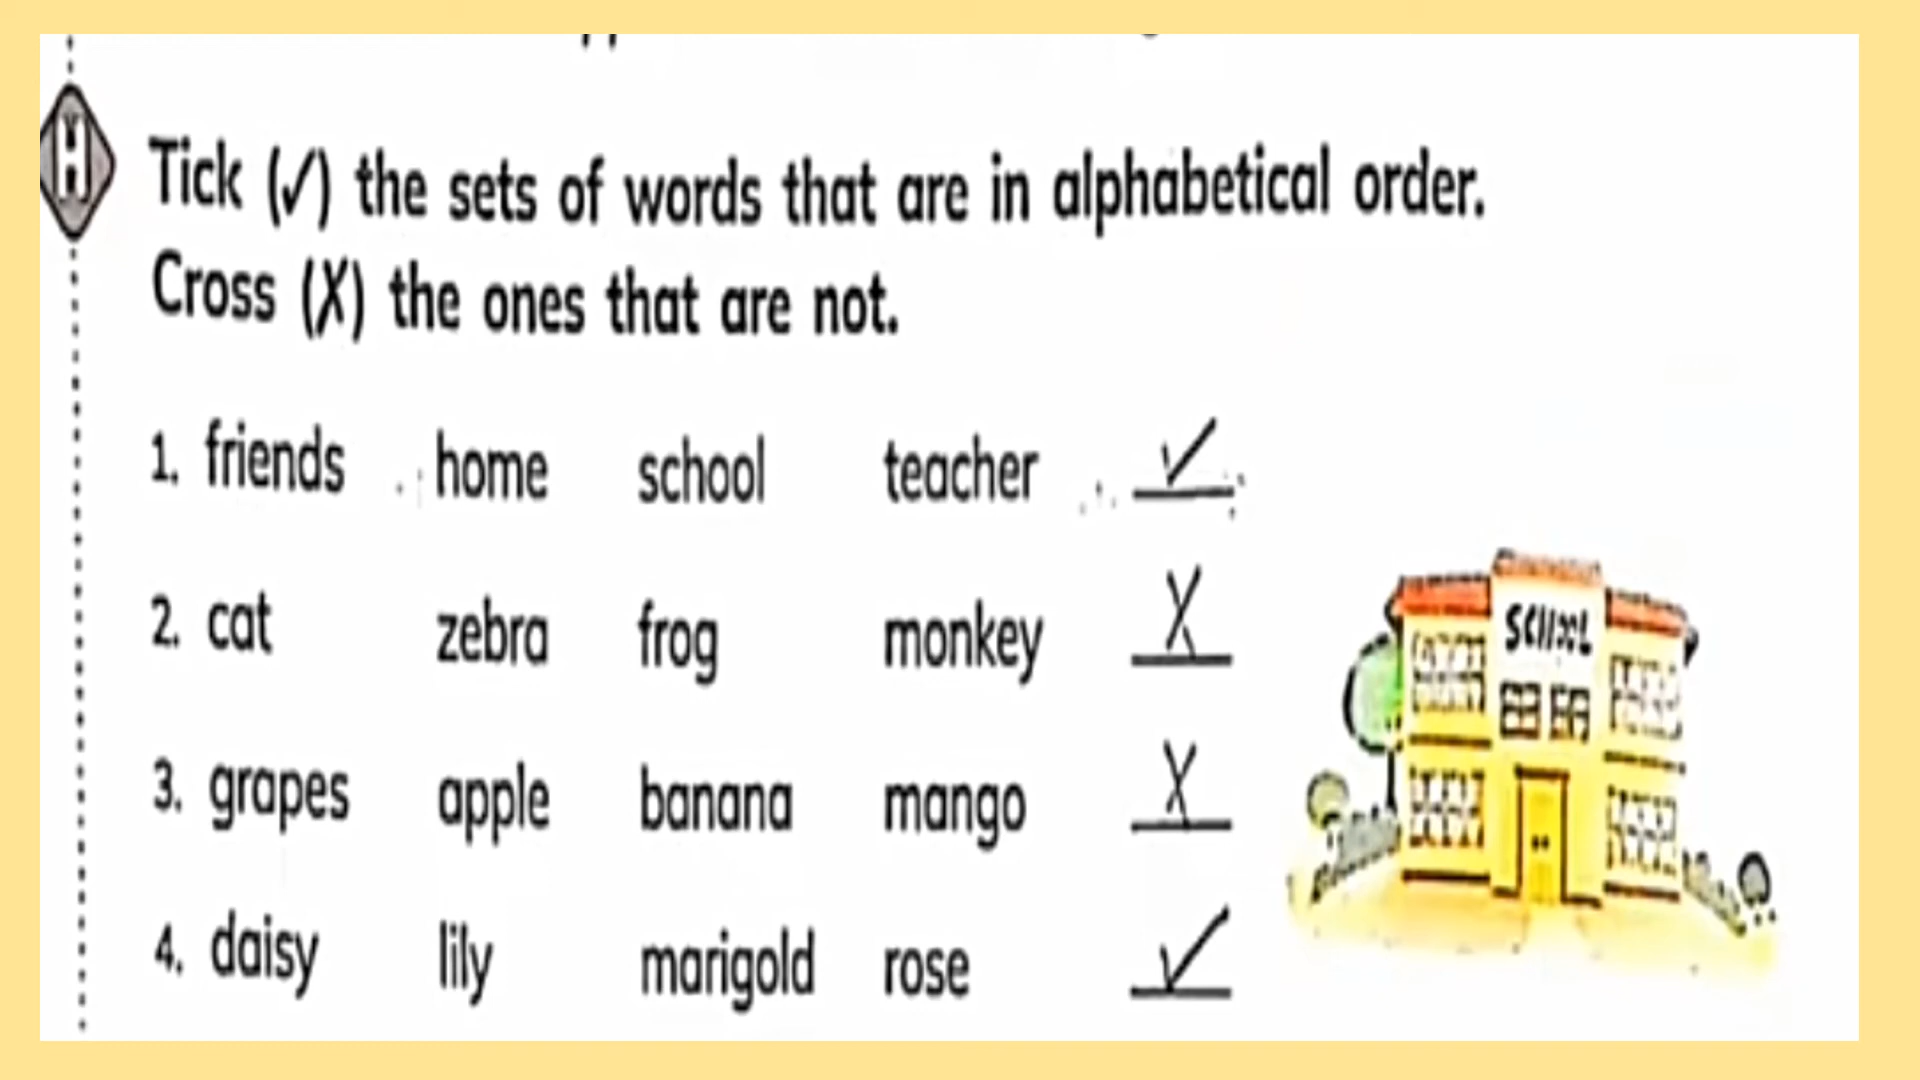 H
Tick (✓) the sets of words that are in alphabetical order.
Cross (X) the ones that are not.
1. friends home school teacher ✓
2. cat zebra frog monkey X
SCHOOL
3. grapes apple banana mango X
4. daisy lily marigold rose ✓